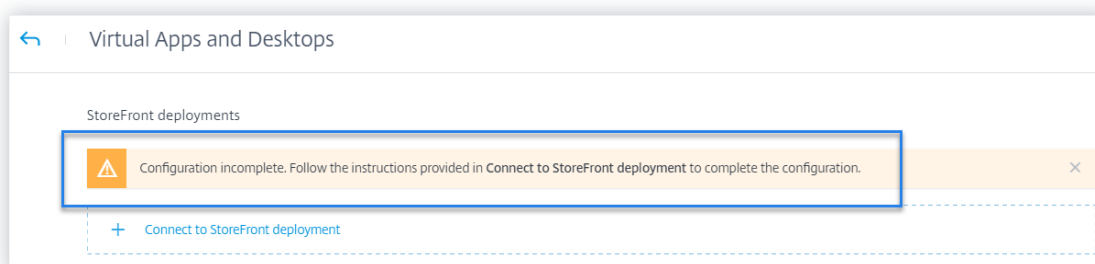 Virtual Apps and Desktops
StoreFront deployments
Configuration incomplete. Follow the instructions provided in Connect to StoreFront deployment to complete the configuration.
+ Connect to StoreFront deployment